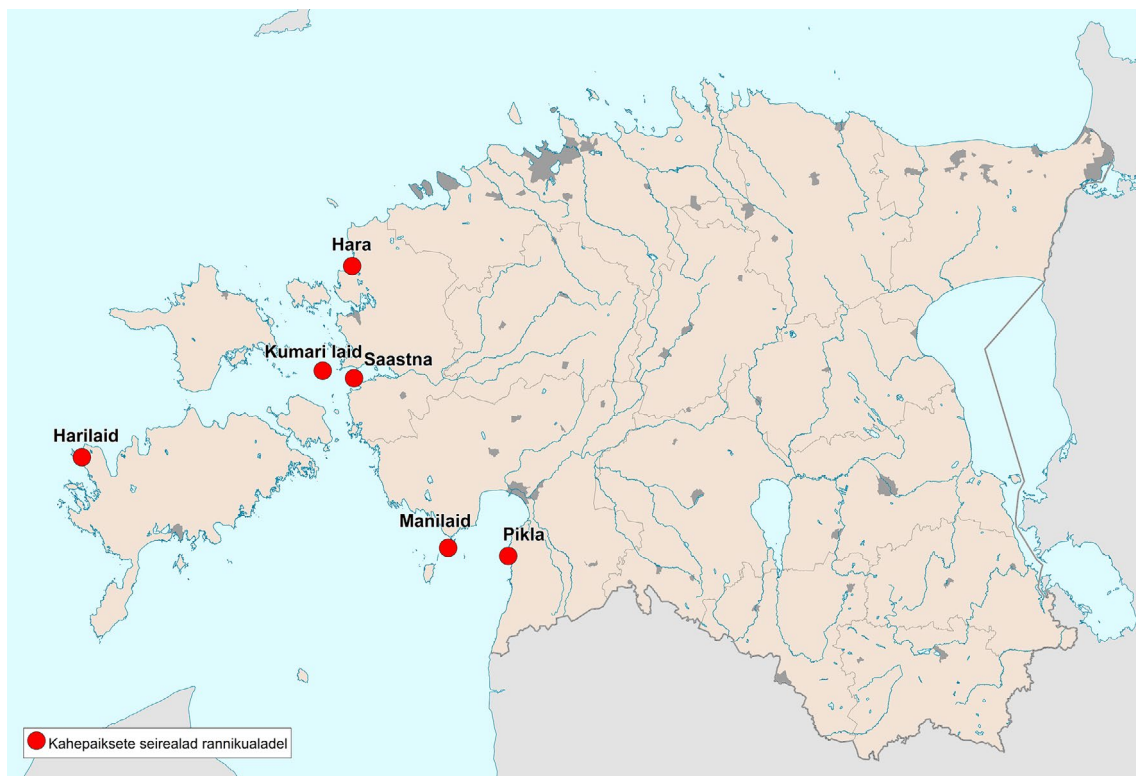 Hara
Kumari laid
Saastna
Harilaid
Manilaid
Pikla
Kahepaiksete seirealad rannikualadel